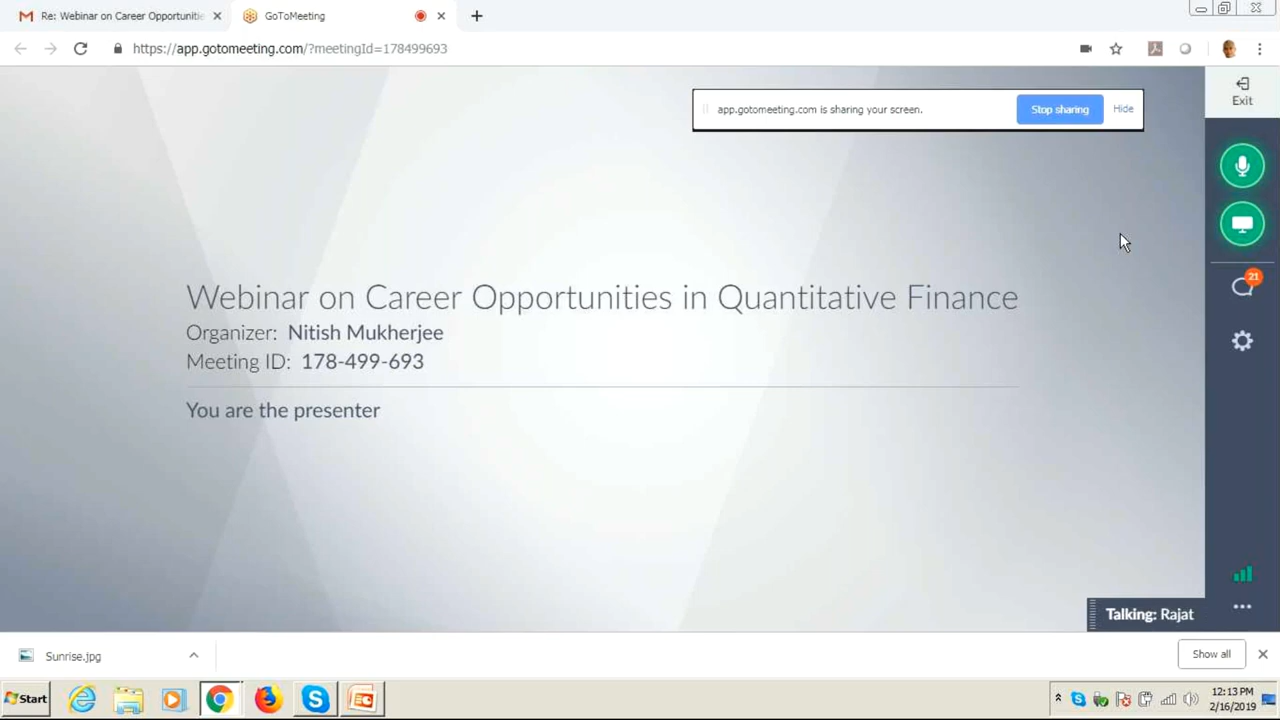 Re: Webinar on Career Opportunitie
GoToMeeting
https://app.gotomeeting.com/?meetingId=178499693
app.gotomeeting.com is sharing your screen.
Stop sharing
Hide
Exit
21
Webinar on Career Opportunities in Quantitative Finance
Organizer: Nitish Mukherjee
Meeting ID: 178-499-693
You are the presenter
Talking: Rajat
Sunrise.jpg
Show all
Start
12:13 PM
2/16/2019